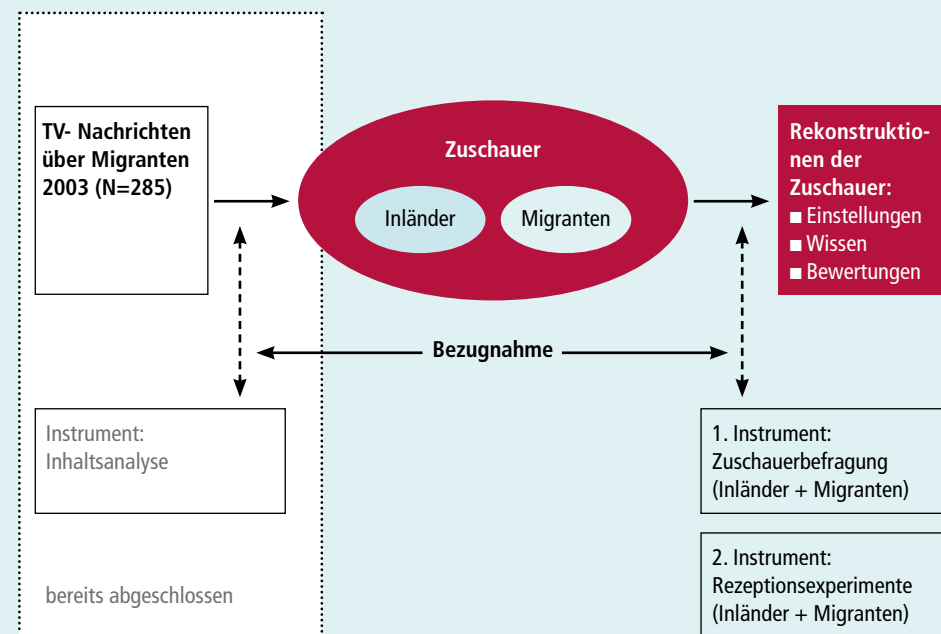 TV- Nachrichten
über Migranten
2003 (N=285)
Zuschauer
Inländer
Migranten
Rekonstruktio-
nen der
Zuschauer:
■ Einstellungen
■ Wissen
■ Bewertungen
Bezugnahme
Instrument:
Inhaltsanalyse
bereits abgeschlossen
1. Instrument:
Zuschauerbefragung
(Inländer + Migranten)
2. Instrument:
Rezeptionsexperimente
(Inländer + Migranten)